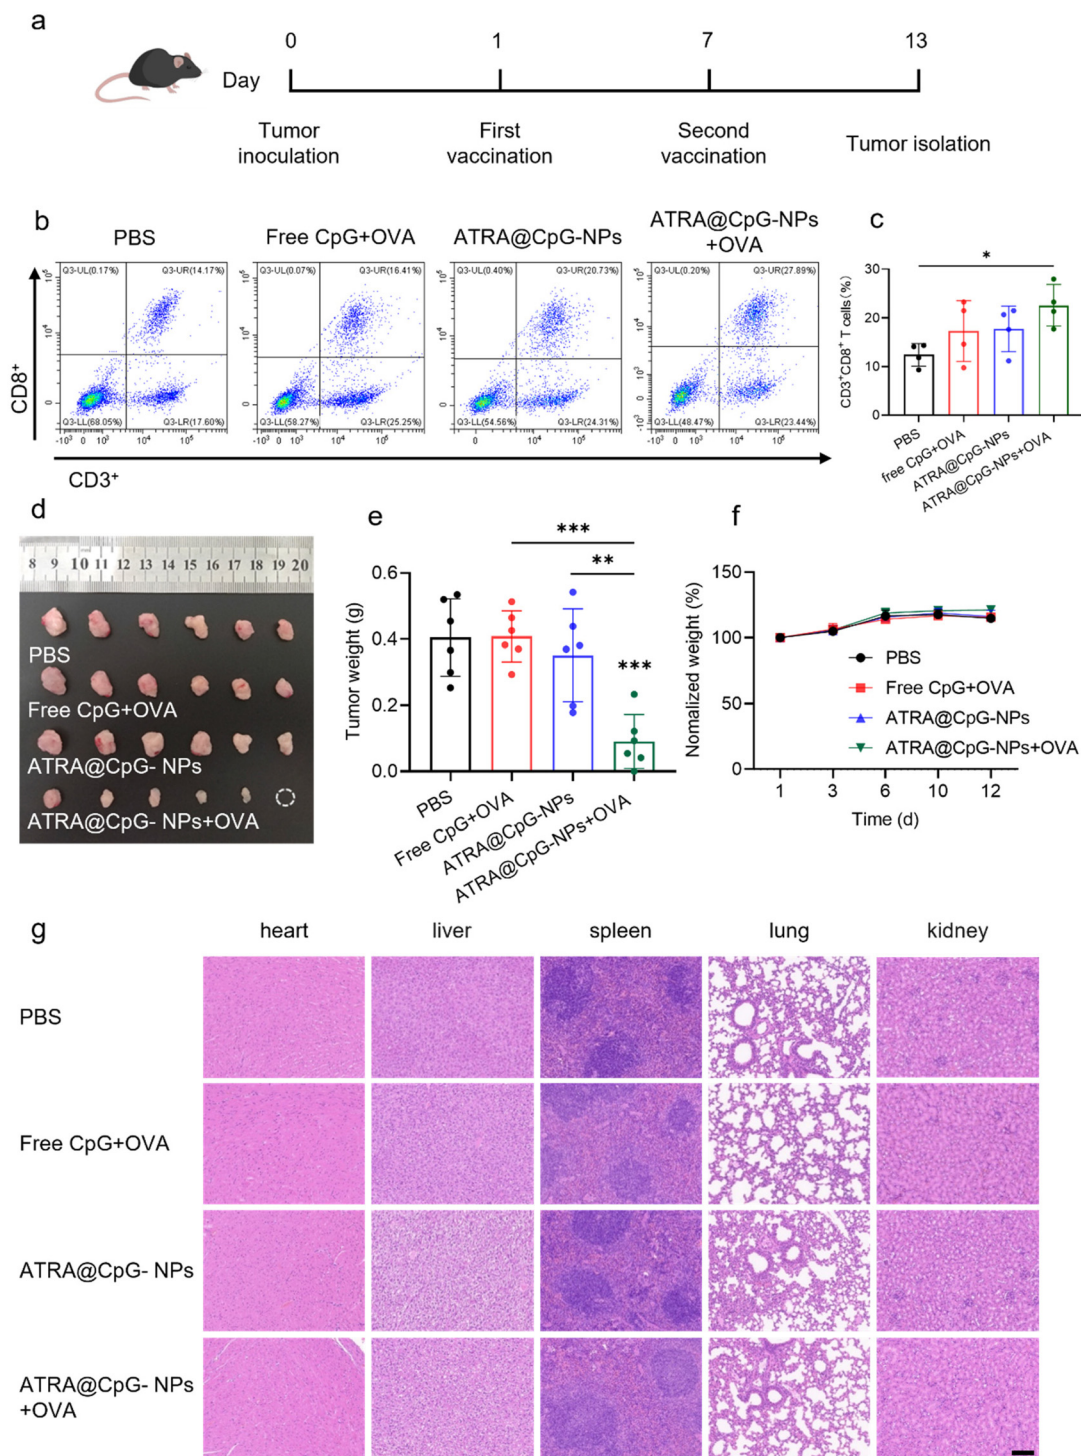 a
0 1 7 13
Day
Tumor inoculation
First vaccination
Second vaccination
Tumor isolation
b
PBS
Free CpG+OVA
ATRA@CpG-NPs
ATRA@CpG-NPs
+OVA
Q3-UL(0.17%) Q3-UR(14.17%)
Q3-LL(68.05%) Q3-LR(17.60%)
Q3-UL(0.07%) Q3-UR(16.41%)
Q3-LL(58.27%) Q3-LR(25.25%)
Q3-UL(0.40%) Q3-UR(20.73%)
Q3-LL(54.56%) Q3-LR(24.31%)
Q3-UL(0.20%) Q3-UR(27.89%)
Q3-LL(48.47%) Q3-LR(23.44%)
CD8⁺
CD3⁺
c
*
CD3⁺CD8⁺ T cells(%)
30
20
10
0
PBS
free CpG+OVA
ATRA@CpG-NPs
ATRA@CpG-NPs+OVA
d
8 9 10 11 12 13 14 15 16 17 18 19 20
PBS
Free CpG+OVA
ATRA@CpG- NPs
ATRA@CpG- NPs+OVA
e
***
**
***
Tumor weight (g)
0.6
0.4
0.2
0.0
PBS
Free CpG+OVA
ATRA@CpG-NPs
ATRA@CpG-NPs+OVA
f
Nomalized weight (%)
150
100
50
0
PBS
Free CpG+OVA
ATRA@CpG-NPs
ATRA@CpG-NPs+OVA
1 3 6 10 12
Time (d)
g
heart liver spleen lung kidney
PBS
Free CpG+OVA
ATRA@CpG- NPs
ATRA@CpG- NPs
+OVA